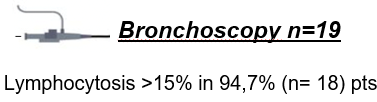 Bronchoscopy n=19
Lymphocytosis >15% in 94,7% (n= 18) pts